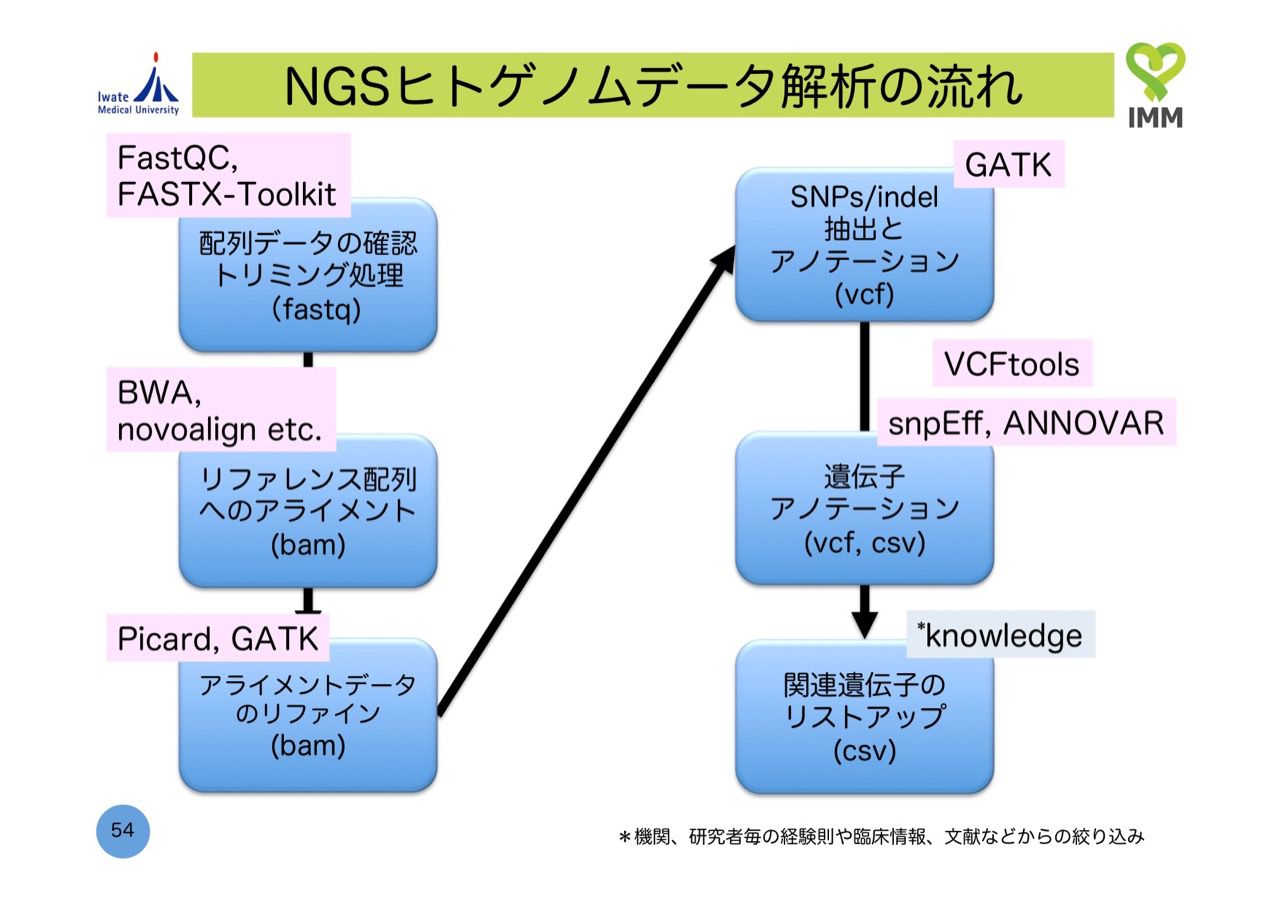 Iwate
Medical University
NGSヒトゲノムデータ解析の流れ
IMM
FastQC,
FASTX-Toolkit
配列データの確認
トリミング処理
(fastq)
BWA,
novoalign etc.
リファレンス配列
へのアライメント
(bam)
Picard, GATK
アライメントデータ
のリファイン
(bam)
GATK
SNPs/indel
抽出と
アノテーション
(vcf)
VCFtools
snpEff, ANNOVAR
遺伝子
アノテーション
(vcf, csv)
*knowledge
関連遺伝子の
リストアップ
(csv)
54
＊機関、研究者毎の経験則や臨床情報、文献などからの絞り込み